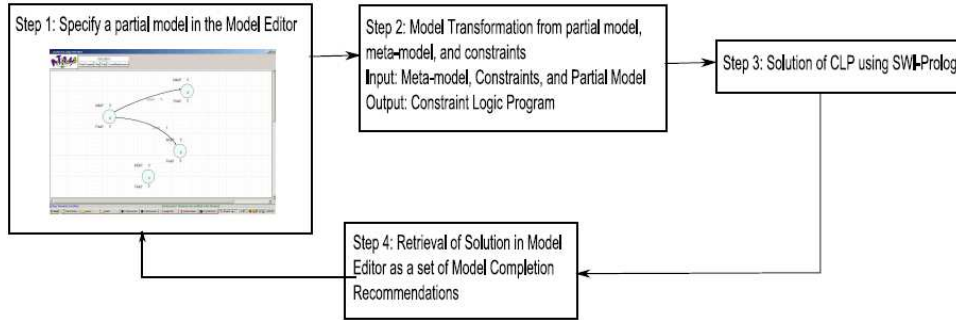 Step 1: Specify a partial model in the Model Editor
Step 2: Model Transformation from partial model,
meta-model, and constraints
Input: Meta-model, Constraints, and Partial Model
Output: Constraint Logic Program
Step 3: Solution of CLP using SWI-Prolog
Step 4: Retrieval of Solution in Model
Editor as a set of Model Completion
Recommendations